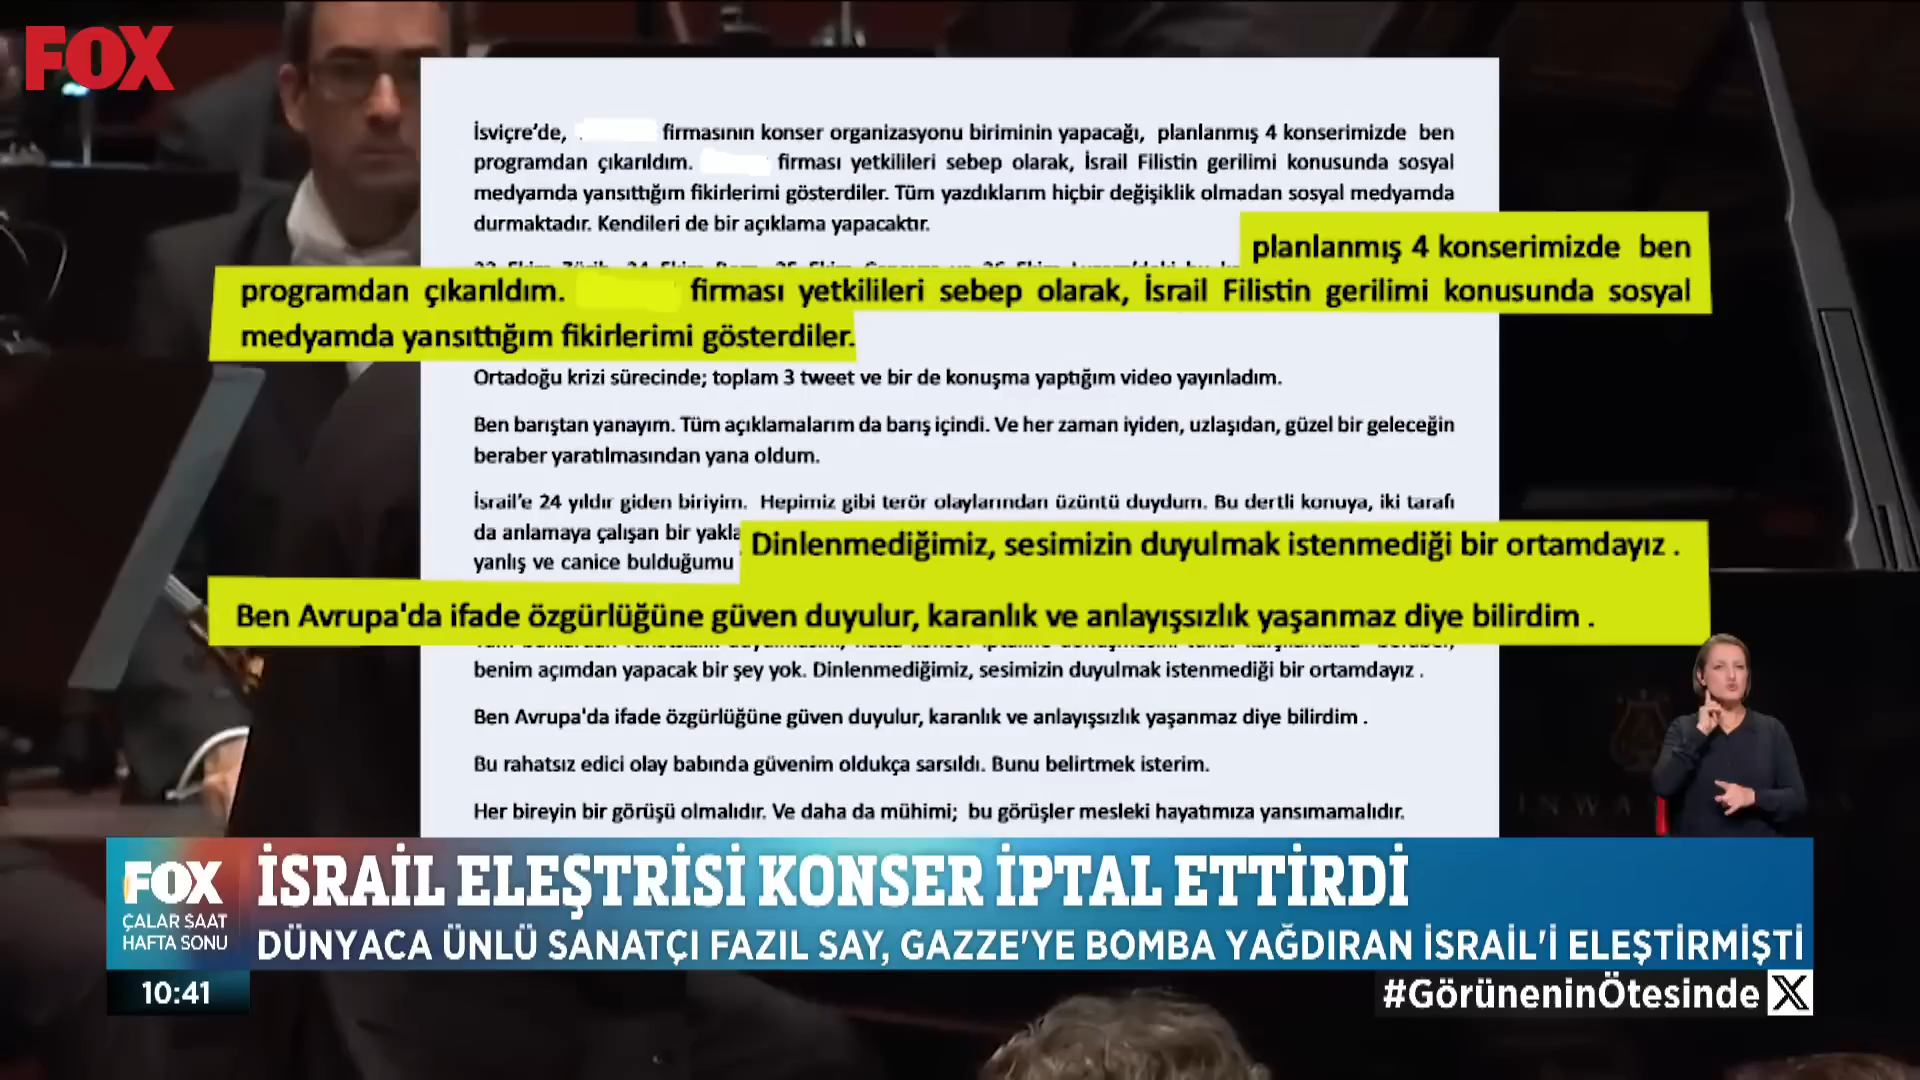 FOX
İsviçre'de, firmasının konser organizasyonu biriminin yapacağı, planlanmış 4 konserimizde ben
programdan çıkarıldım. firması yetkilileri sebep olarak, İsrail Filistin gerilimi konusunda sosyal
medyamda yansıttığım fikirlerimi gösterdiler. Tüm yazdıklarım hiçbir değişiklik olmadan sosyal medyamda
durmaktadır. Kendileri de bir açıklama yapacaktır.
planlanmış 4 konserimizde ben
programdan çıkarıldım. firması yetkilileri sebep olarak, İsrail Filistin gerilimi konusunda sosyal
medyamda yansıttığım fikirlerimi gösterdiler.
Ortadoğu krizi sürecinde; toplam 3 tweet ve bir de konuşma yaptığım video yayınladım.
Ben barıştan yanayım. Tüm açıklamalarım da barış içindi. Ve her zaman iyiden, uzlaşıdan, güzel bir geleceğin
beraber yaratılmasından yana oldum.
İsrail'e 24 yıldır giden biriyim. Hepimiz gibi terör olaylarından üzüntü duydum. Bu dertli konuya, iki tarafı
da anlamaya çalışan bir yakla
yanlış ve canice bulduğumu
Dinlenmediğimiz, sesimizin duyulmak istenmediği bir ortamdayız .
Ben Avrupa'da ifade özgürlüğüne güven duyulur, karanlık ve anlayışsızlık yaşanmaz diye bilirdim .
benim açımdan yapacak bir şey yok. Dinlenmediğimiz, sesimizin duyulmak istenmediği bir ortamdayız .
Ben Avrupa'da ifade özgürlüğüne güven duyulur, karanlık ve anlayışsızlık yaşanmaz diye bilirdim .
Bu rahatsız edici olay babında güvenim oldukça sarsıldı. Bunu belirtmek isterim.
Her bireyin bir görüşü olmalıdır. Ve daha da mühimi; bu görüşler mesleki hayatımıza yansımamalıdır.
FOX
ÇALAR SAAT
HAFTA SONU
İSRAİL ELEŞTRİSİ KONSER İPTAL ETTİRDİ
DÜNYACA ÜNLÜ SANATÇI FAZIL SAY, GAZZE'YE BOMBA YAĞDIRAN İSRAİL'İ ELEŞTİRMİŞTİ
10:41
#GörüneninÖtesinde X